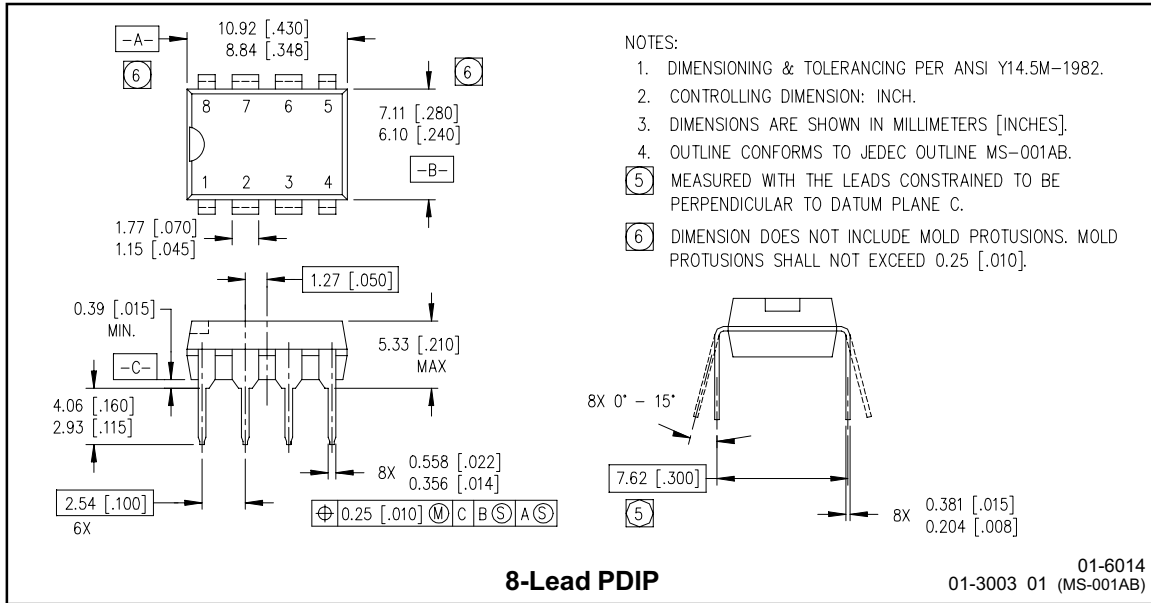 -A-
10.92 [.430]
8.84 [.348]
6
6
8 7 6 5
1 2 3 4
7.11 [.280]
6.10 [.240]
-B-
1.77 [.070]
1.15 [.045]
1.27 [.050]
0.39 [.015]
MIN.
-C-
5.33 [.210]
MAX
4.06 [.160]
2.93 [.115]
8X 0.558 [.022]
0.356 [.014]
2.54 [.100]
6X
⌖ 0.25 [.010] Ⓜ C B Ⓢ A Ⓢ
NOTES:
1. DIMENSIONING & TOLERANCING PER ANSI Y14.5M-1982.
2. CONTROLLING DIMENSION: INCH.
3. DIMENSIONS ARE SHOWN IN MILLIMETERS [INCHES].
4. OUTLINE CONFORMS TO JEDEC OUTLINE MS-001AB.
5 MEASURED WITH THE LEADS CONSTRAINED TO BE
PERPENDICULAR TO DATUM PLANE C.
6 DIMENSION DOES NOT INCLUDE MOLD PROTUSIONS. MOLD
PROTUSIONS SHALL NOT EXCEED 0.25 [.010].
8X 0° - 15°
7.62 [.300]
5
8X 0.381 [.015]
0.204 [.008]
8-Lead PDIP
01-6014
01-3003 01 (MS-001AB)